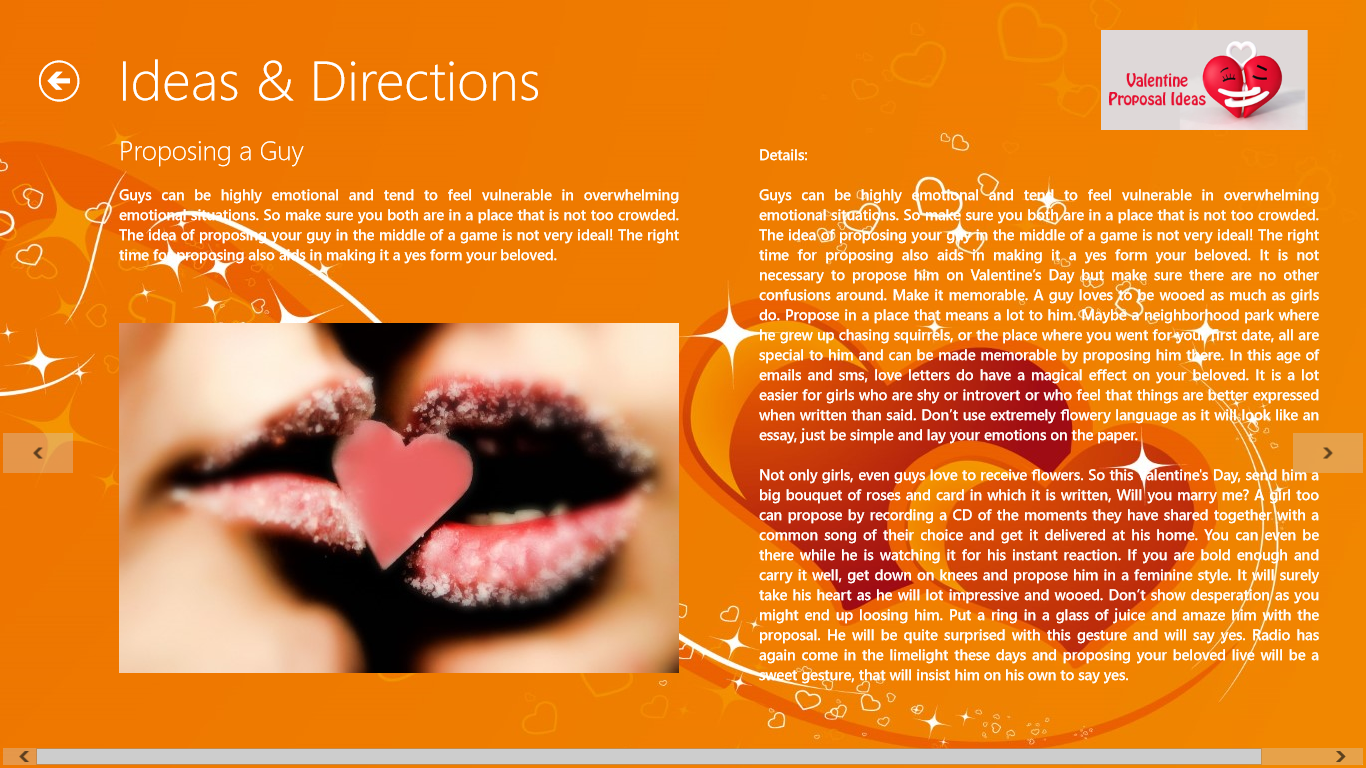 Ideas & Directions
Valentine
Proposal Ideas
Proposing a Guy
Guys can be highly emotional and tend to feel vulnerable in overwhelming
emotional situations. So make sure you both are in a place that is not too crowded.
The idea of proposing your guy in the middle of a game is not very ideal! The right
time for proposing also aids in making it a yes form your beloved.
Details:
Guys can be highly emotional and tend to feel vulnerable in overwhelming
emotional situations. So make sure you both are in a place that is not too crowded.
The idea of proposing your guy in the middle of a game is not very ideal! The right
time for proposing also aids in making it a yes form your beloved. It is not
necessary to propose him on Valentine’s Day but make sure there are no other
confusions around. Make it memorable. A guy loves to be wooed as much as girls
do. Propose in a place that means a lot to him. Maybe a neighborhood park where
he grew up chasing squirrels, or the place where you went for your first date, all are
special to him and can be made memorable by proposing him there. In this age of
emails and sms, love letters do have a magical effect on your beloved. It is a lot
easier for girls who are shy or introvert or who feel that things are better expressed
when written than said. Don’t use extremely flowery language as it will look like an
essay, just be simple and lay your emotions on the paper.
Not only girls, even guys love to receive flowers. So this Valentine's Day, send him a
big bouquet of roses and card in which it is written, Will you marry me? A girl too
can propose by recording a CD of the moments they have shared together with a
common song of their choice and get it delivered at his home. You can even be
there while he is watching it for his instant reaction. If you are bold enough and
carry it well, get down on knees and propose him in a feminine style. It will surely
take his heart as he will lot impressive and wooed. Don’t show desperation as you
might end up loosing him. Put a ring in a glass of juice and amaze him with the
proposal. He will be quite surprised with this gesture and will say yes. Radio has
again come in the limelight these days and proposing your beloved live will be a
sweet gesture, that will insist him on his own to say yes.